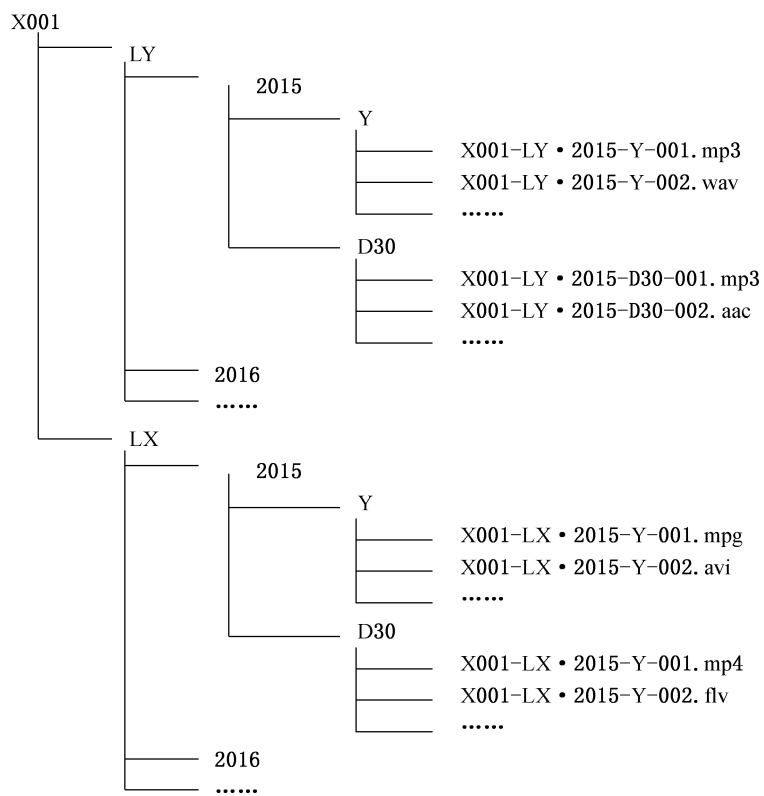 X001
LY
2015
Y
X001-LY•2015-Y-001.mp3
X001-LY•2015-Y-002.wav
……
D30
X001-LY•2015-D30-001.mp3
X001-LY•2015-D30-002.aac
……
2016
……
LX
2015
Y
X001-LX•2015-Y-001.mpg
X001-LX•2015-Y-002.avi
……
D30
X001-LX•2015-Y-001.mp4
X001-LX•2015-Y-002.flv
……
2016
……